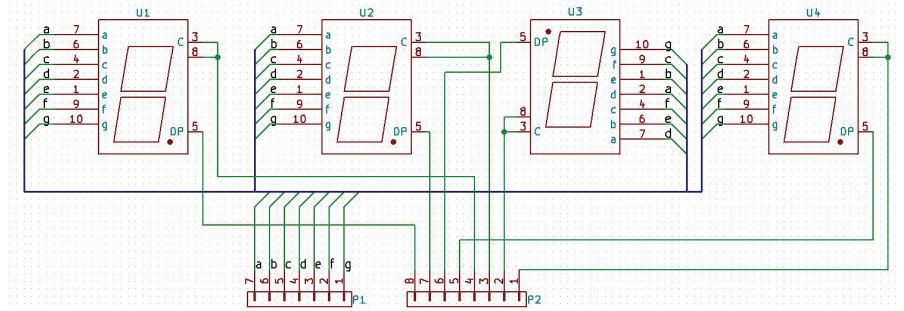 U1 U2 U3 U4
a 7 a
b 6 b
c 4 c
d 2 d
e 1 e
f 9 f
g 10 g
C 3
8
DP 5
a 7 a
b 6 b
c 4 c
d 2 d
e 1 e
f 9 f
g 10 g
C 3
8
DP 5
5 DP
8
3 C
g 10 g
f 9 c
e 1 b
d 2 a
c 4 f
b 6 e
a 7 d
a 7 a
b 6 b
c 4 c
d 2 d
e 1 e
f 9 f
g 10 g
C 3
8
DP 5
a b c d e f g
7 6 5 4 3 2 1 P1
8 7 6 5 4 3 2 1 P2